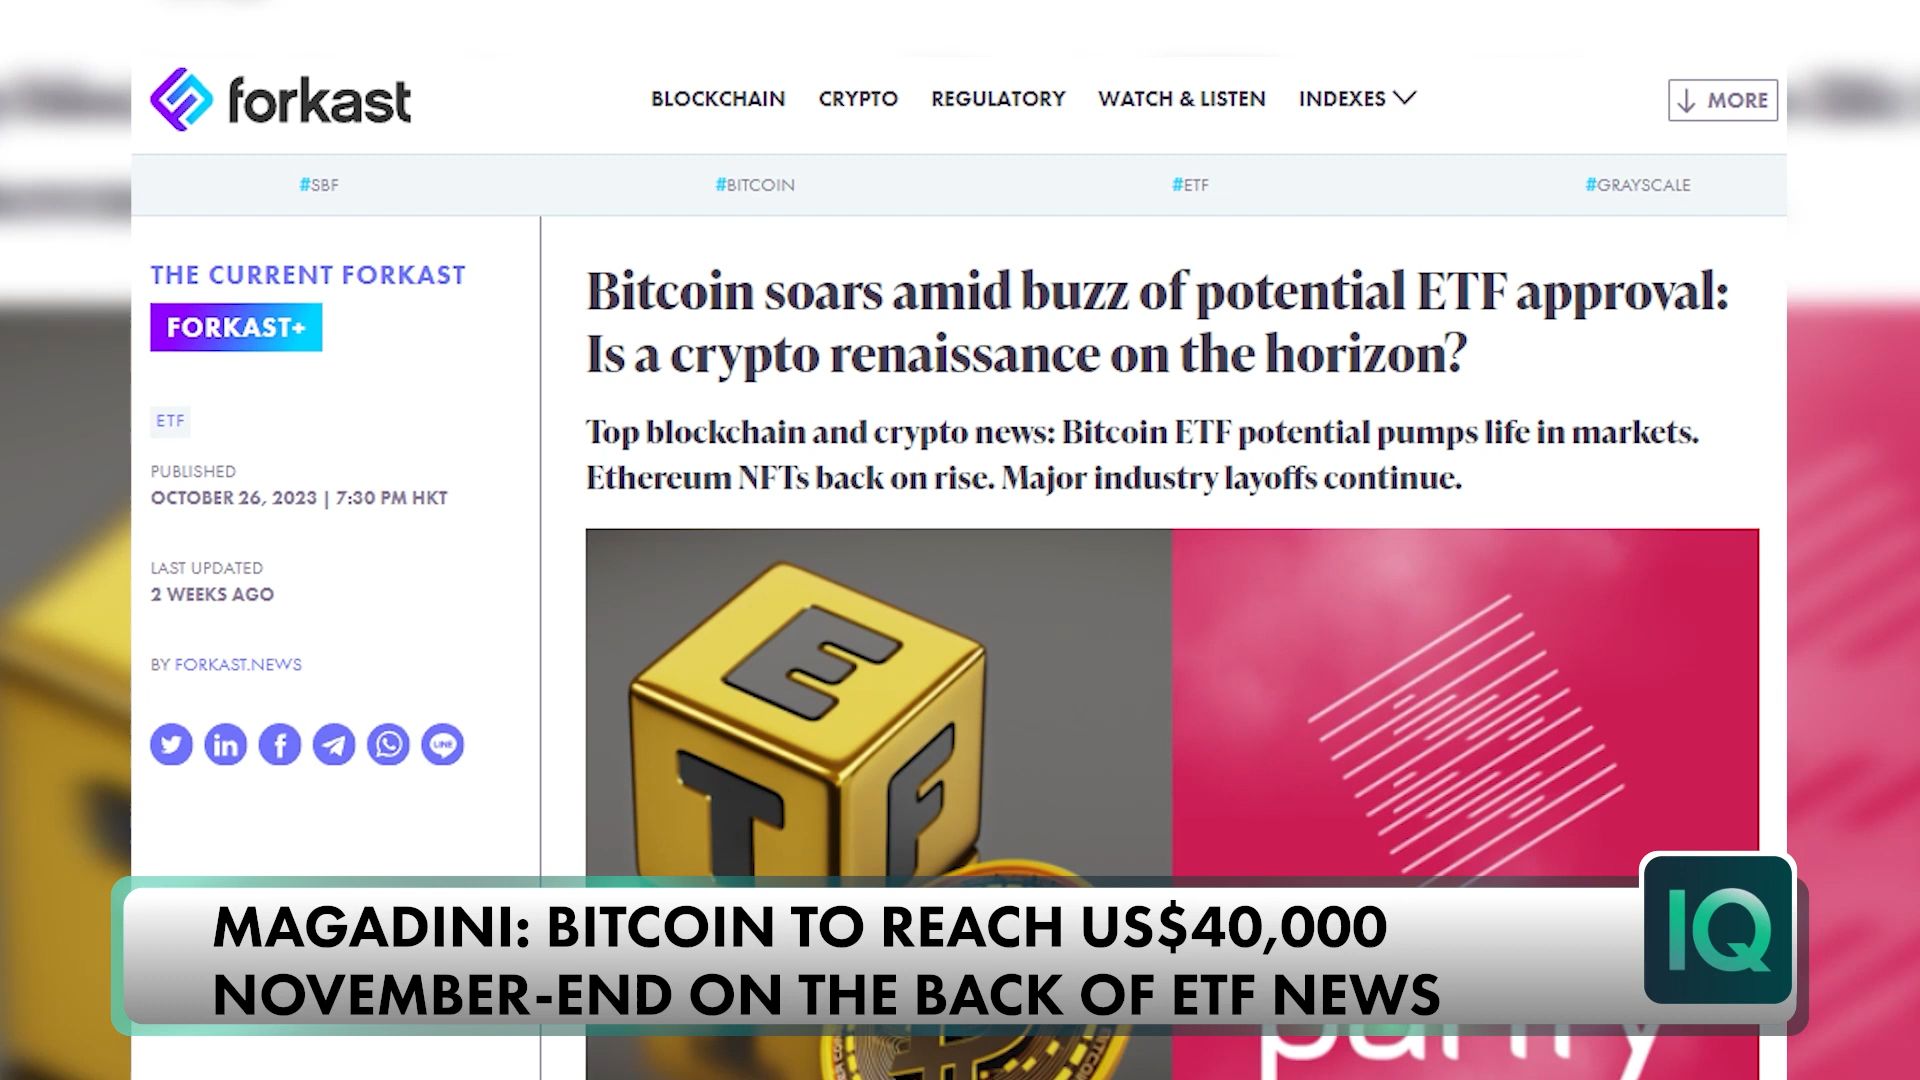 forkast
BLOCKCHAIN CRYPTO REGULATORY WATCH & LISTEN INDEXES
MORE
#SBF #BITCOIN #ETF #GRAYSCALE
THE CURRENT FORKAST
FORKAST+
ETF
PUBLISHED
OCTOBER 26, 2023 | 7:30 PM HKT
LAST UPDATED
2 WEEKS AGO
BY FORKAST.NEWS
in f LINE
Bitcoin soars amid buzz of potential ETF approval:
Is a crypto renaissance on the horizon?
Top blockchain and crypto news: Bitcoin ETF potential pumps life in markets.
Ethereum NFTs back on rise. Major industry layoffs continue.
E
T F
MAGADINI: BITCOIN TO REACH US$40,000
NOVEMBER-END ON THE BACK OF ETF NEWS
IQ